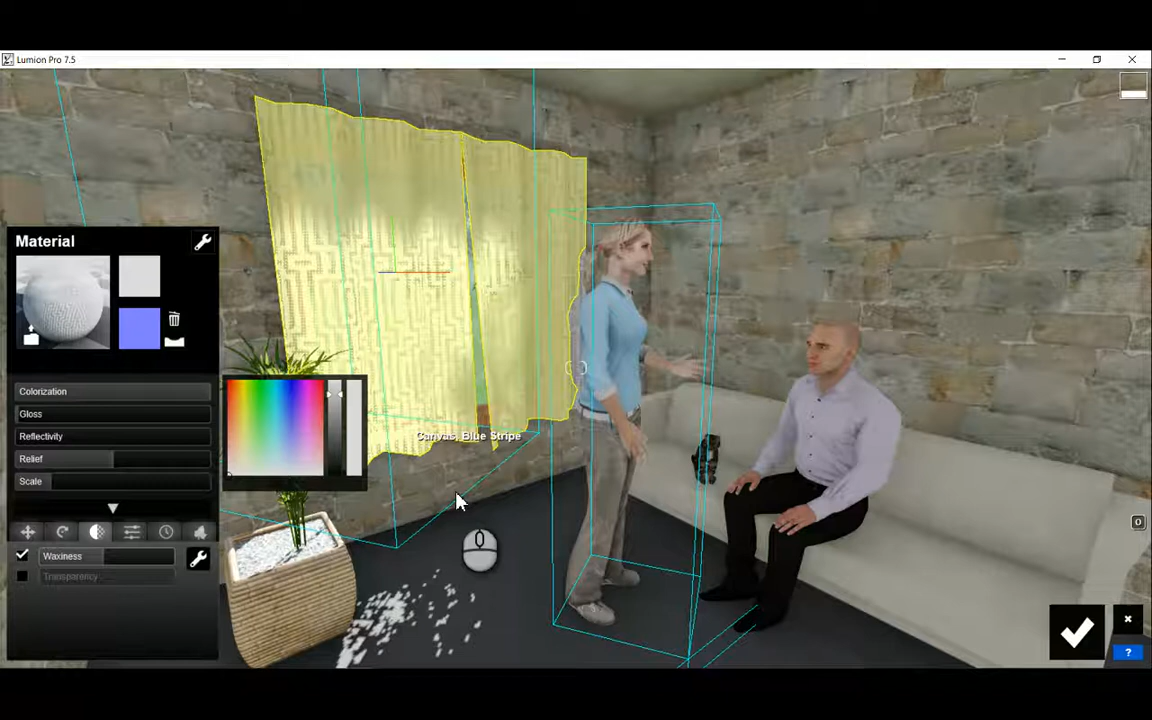 Lumion Pro 7.5
Material
Colorization
Gloss
Reflectivity
Relief
Scale
Canvas, Blue Stripe
Waxiness
Transparency
O
?